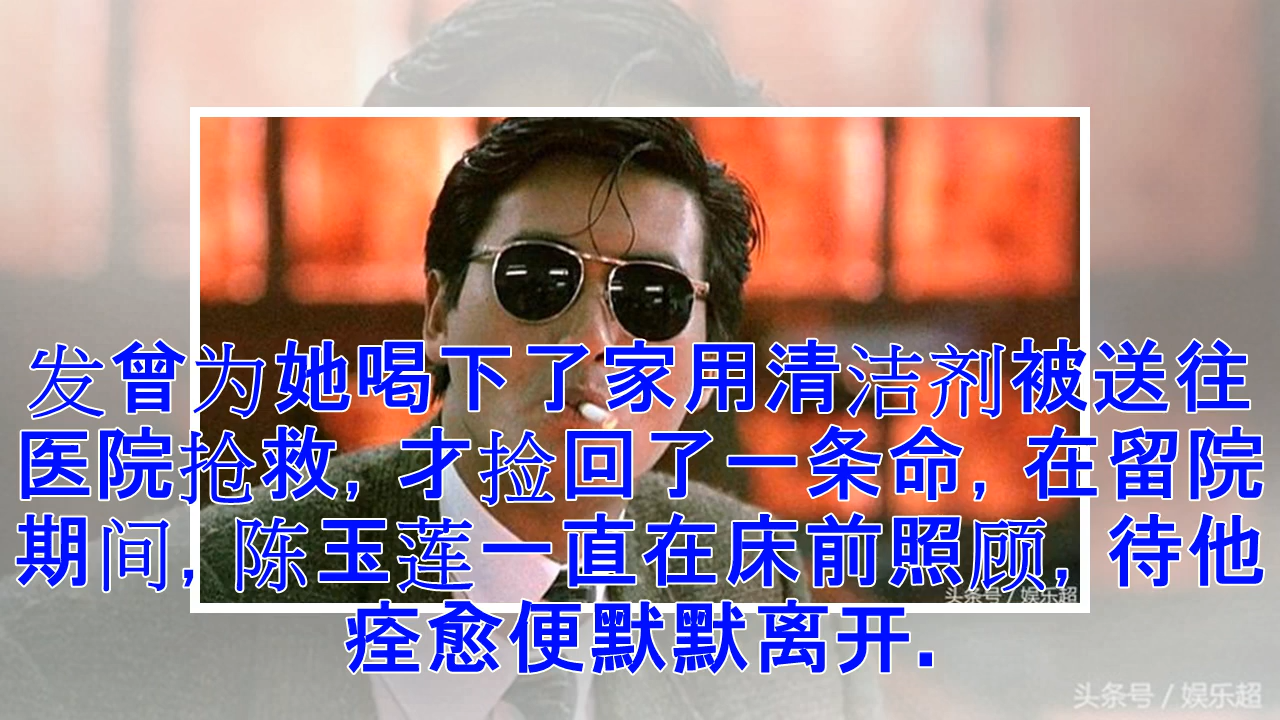 发曾为她喝下了家用清洁剂被送往
医院抢救, 才捡回了一条命, 在留院
期间, 陈玉莲一直在床前照顾, 待他
痊愈便默默离开.
头条号 / 娱乐超
头条号 / 娱乐超